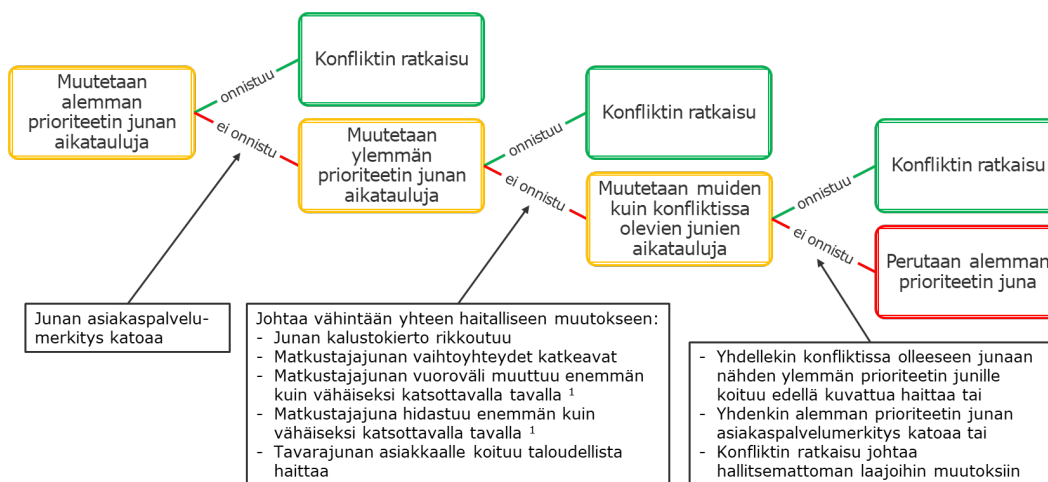 Muutetaan
alemman
prioriteetin junan
aikatauluja
onnistuu
Konfliktin ratkaisu
ei onnistu
Muutetaan
ylemmän
prioriteetin junan
aikatauluja
onnistuu
Konfliktin ratkaisu
ei onnistu
Muutetaan muiden
kuin konfliktissa
olevien junien
aikatauluja
onnistuu
Konfliktin ratkaisu
ei onnistu
Perutaan alemman
prioriteetin juna
Junan asiakaspalvelu-
merkitys katoaa
Johtaa vähintään yhteen haitalliseen muutokseen:
- Junan kalustokierto rikkoutuu
- Matkustajajunan vaihtoyhteydet katkeavat
- Matkustajajunan vuoroväli muuttuu enemmän
kuin vähäiseksi katsottavalla tavalla ¹
- Matkustajajuna hidastuu enemmän kuin
vähäiseksi katsottavalla tavalla ¹
- Tavarajunan asiakkaalle koituu taloudellista
haittaa
- Yhdellekin konfliktissa olleeseen junaan
nähden ylemmän prioriteetin junille
koituu edellä kuvattua haittaa tai
- Yhdenkin alemman prioriteetin junan
asiakaspalvelumerkitys katoaa tai
- Konfliktin ratkaisu johtaa
hallitsemattoman laajoihin muutoksiin